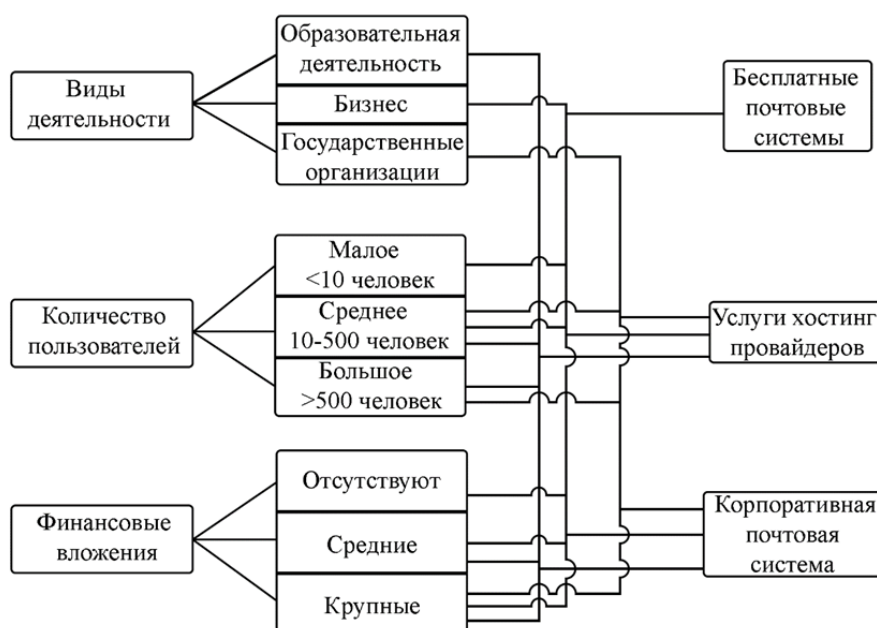 Виды
деятельности
Образовательная
деятельность
Бизнес
Государственные
организации
Бесплатные
почтовые
системы
Количество
пользователей
Малое
<10 человек
Среднее
10-500 человек
Большое
>500 человек
Услуги хостинг
провайдеров
Финансовые
вложения
Отсутствуют
Средние
Крупные
Корпоративная
почтовая
система